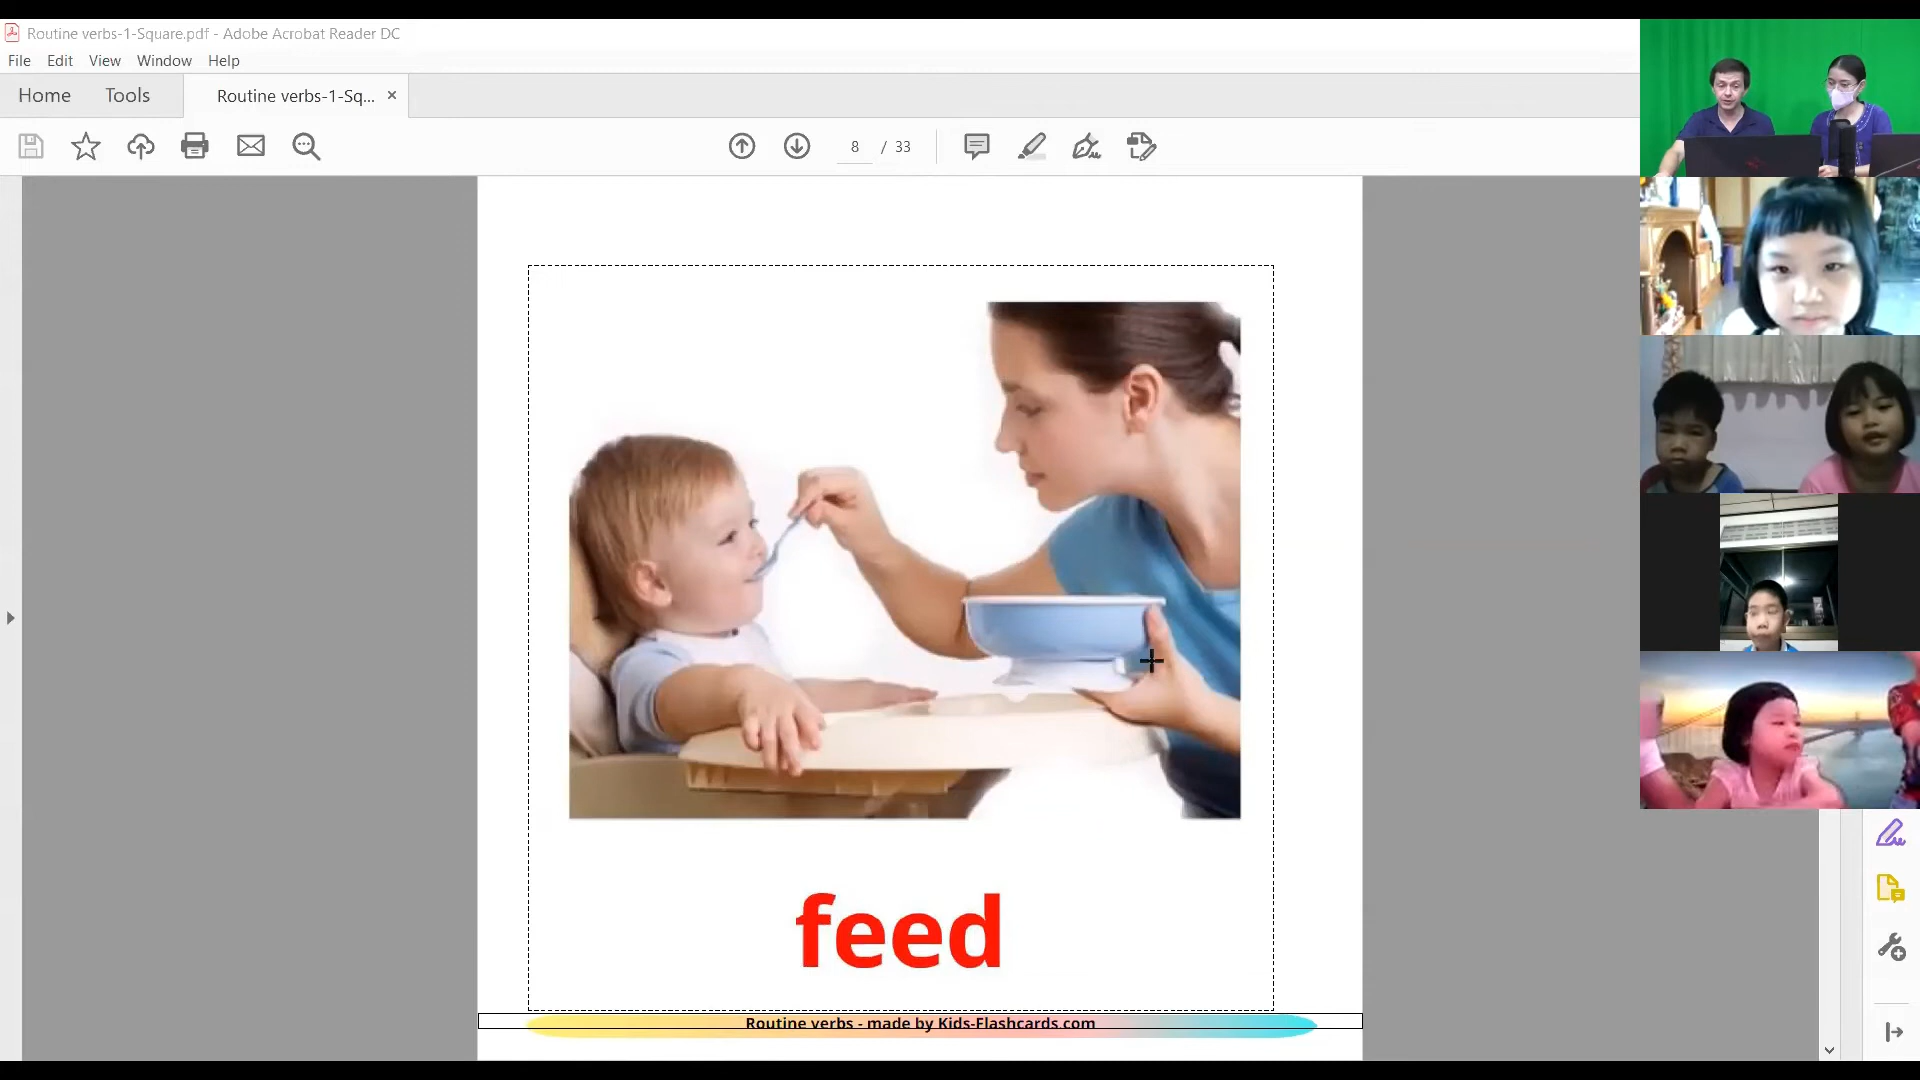 Routine verbs-1-Square.pdf - Adobe Acrobat Reader DC
File Edit View Window Help
Home Tools Routine verbs-1-Sq... ×
8 / 33
feed
Routine verbs - made by Kids-Flashcards.com